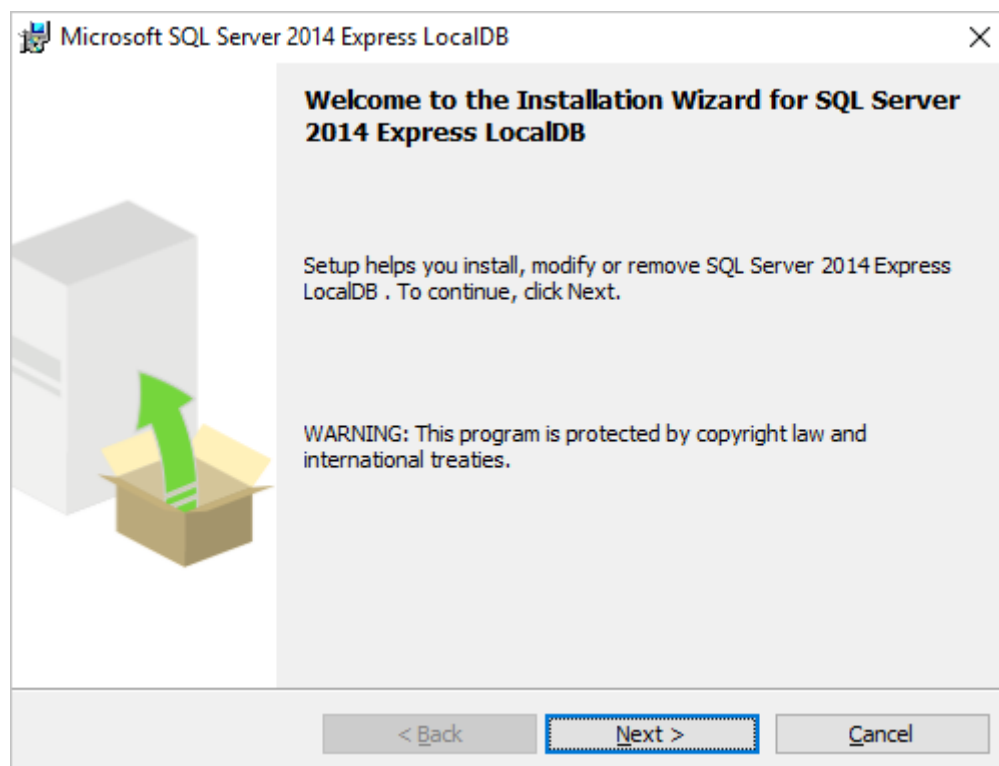 Microsoft SQL Server 2014 Express LocalDB
Welcome to the Installation Wizard for SQL Server
2014 Express LocalDB
Setup helps you install, modify or remove SQL Server 2014 Express
LocalDB . To continue, click Next.
WARNING: This program is protected by copyright law and
international treaties.
< Back Next > Cancel